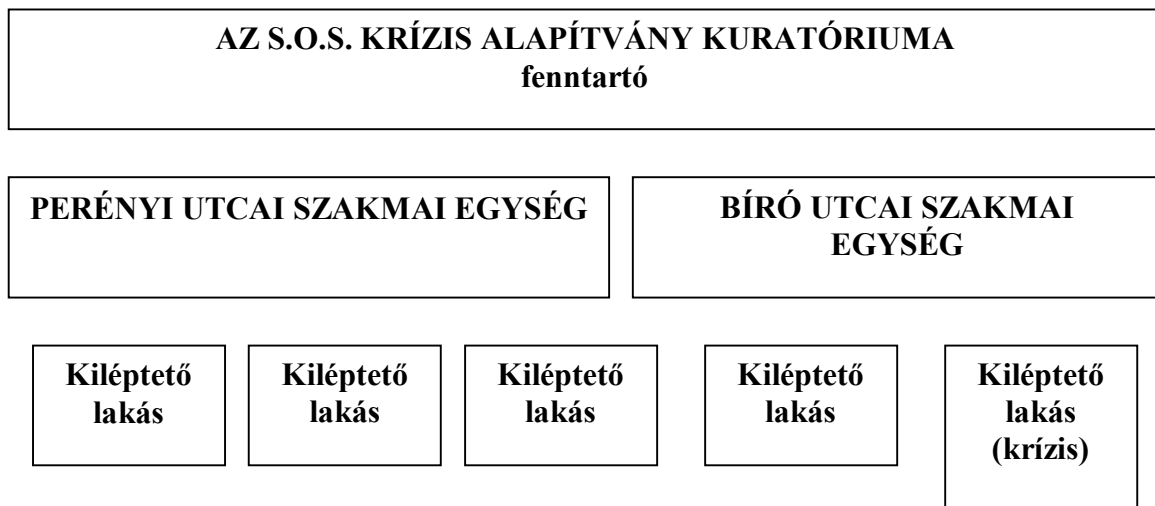 AZ S.O.S. KRÍZIS ALAPÍTVÁNY KURATÓRIUMA
fenntartó
PERÉNYI UTCAI SZAKMAI EGYSÉG
BÍRÓ UTCAI SZAKMAI
EGYSÉG
Kiléptető
lakás
Kiléptető
lakás
Kiléptető
lakás
Kiléptető
lakás
Kiléptető
lakás
(krízis)